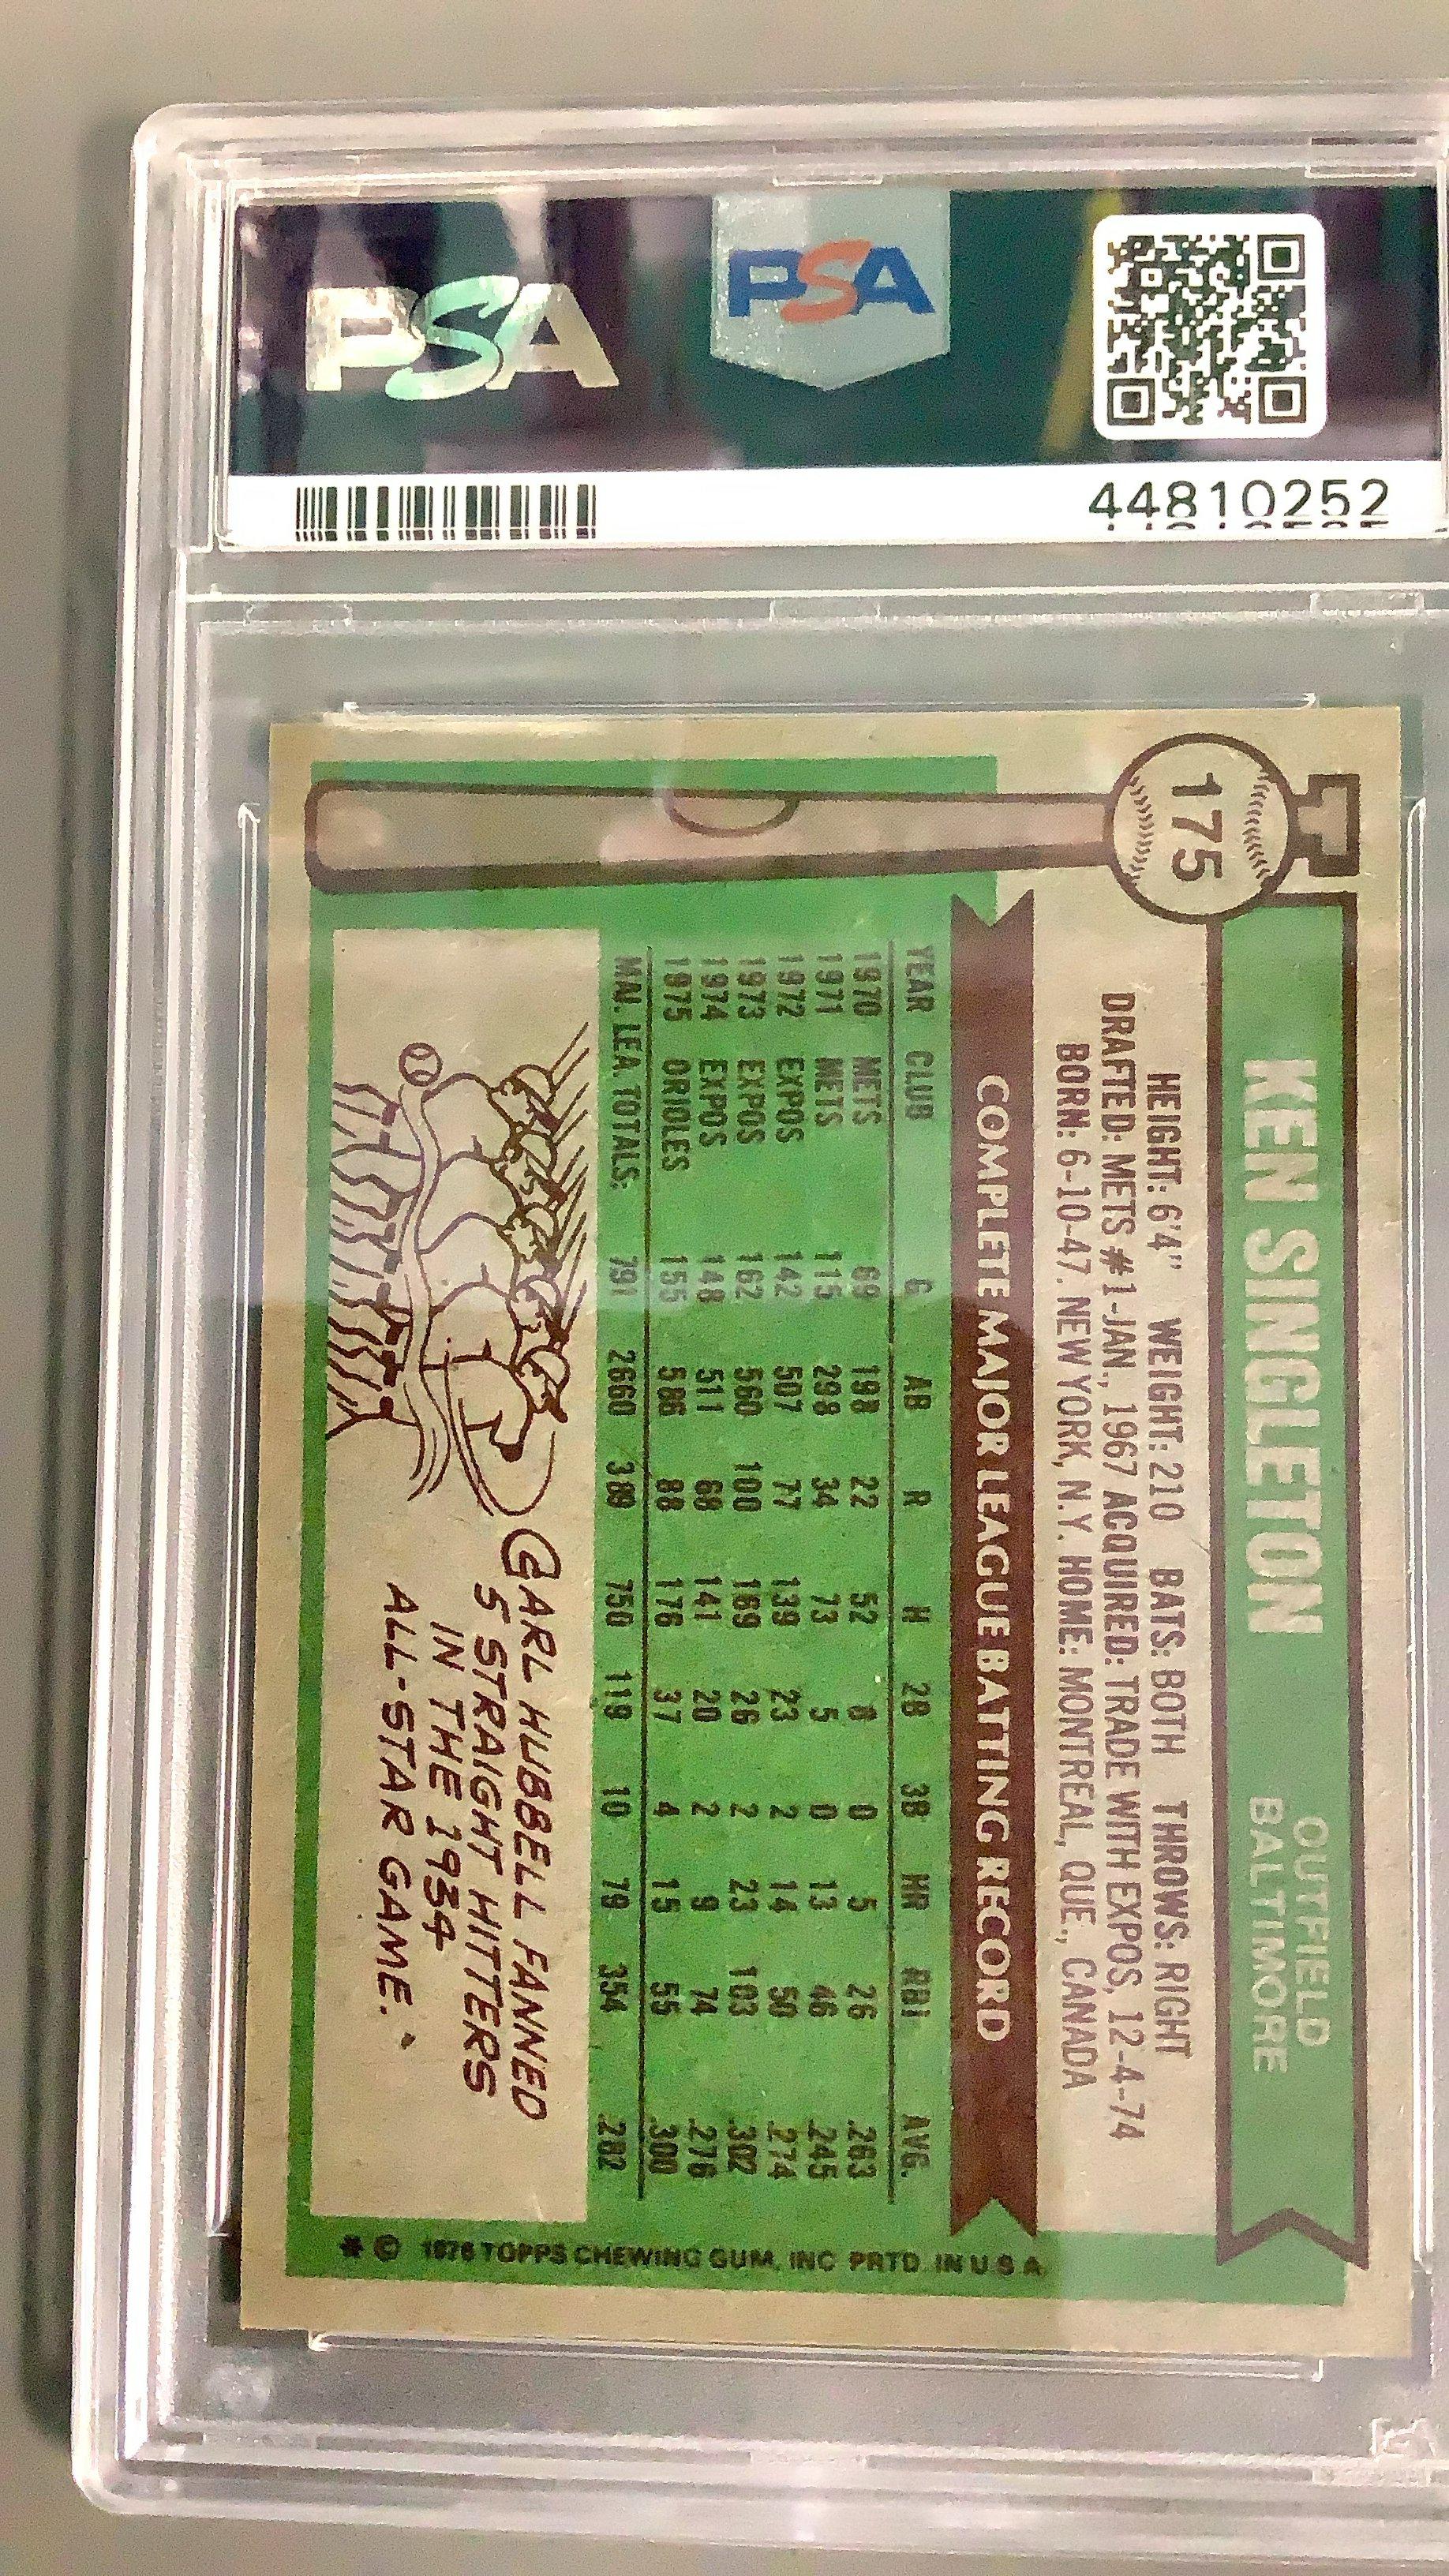 PSA
PSA
44810252
175
KEN SINGLETON
OUTFIELD
BALTIMORE
HEIGHT: 6'4" WEIGHT: 210 BATS: BOTH THROWS: RIGHT
DRAFTED: METS #1-JAN., 1967 ACQUIRED: TRADE WITH EXPOS, 12-4-74
BORN: 6-10-47. NEW YORK, N.Y. HOME: MONTREAL, QUE., CANADA
COMPLETE MAJOR LEAGUE BATTING RECORD
YEAR CLUB G AB R H 2B 3B HR RBI AVG.
1970 METS 69 198 22 52 8 0 5 26 .263
1971 METS 115 298 34 73 5 0 13 46 .245
1972 EXPOS 142 507 77 139 23 2 14 50 .274
1973 EXPOS 162 560 100 169 26 2 23 103 .302
1974 EXPOS 148 511 68 141 20 2 9 74 .276
1975 ORIOLES 155 586 88 176 37 4 15 55 .300
MAJ. LEA. TOTALS: 791 2660 389 750 119 10 79 354 .282
CARL HUBBELL FANNED
5 STRAIGHT HITTERS
IN THE 1934
ALL-STAR GAME.
* © 1976 TOPPS CHEWING GUM, INC PRTD. IN U.S.A.